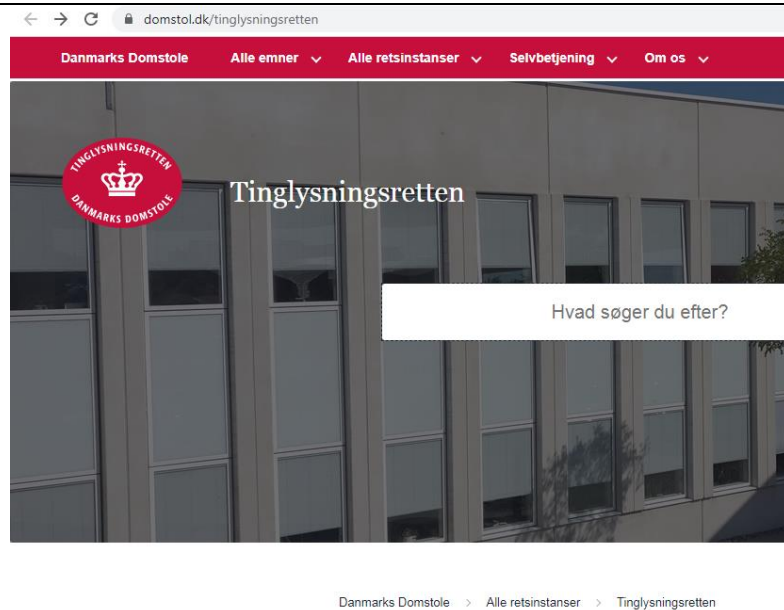 domstol.dk/tinglysningsretten
Danmarks Domstole Alle emner Alle retsinstanser Selvbetjening Om os
TINGLYSNINGSRETTEN
DANMARKS DOMSTOLE
Tinglysningsretten
Hvad søger du efter?
Danmarks Domstole > Alle retsinstanser > Tinglysningsretten